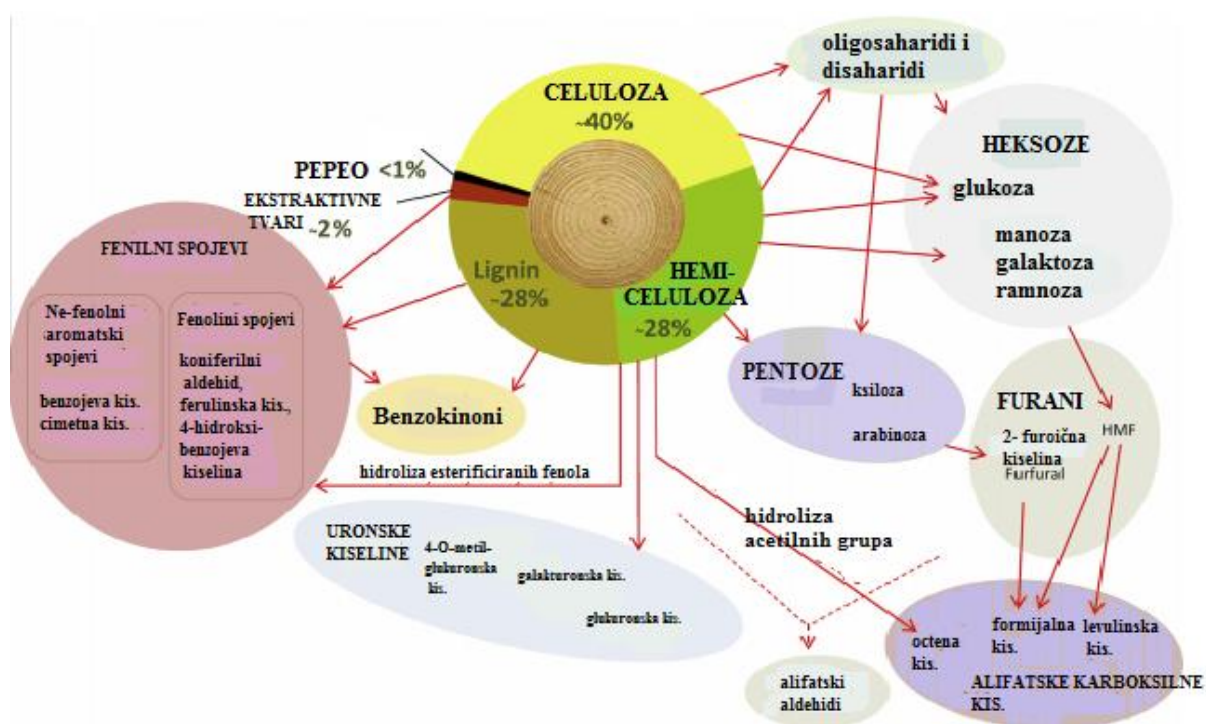 oligosaharidi i
disaharidi
CELULOZA
~40%
HEKSOZE
glukoza
manoza
galaktoza
ramnoza
PEPEO <1%
EKSTRAKTIVNE
TVARI ~2%
FENILNI SPOJEVI
Ne-fenolni
aromatski
spojevi
benzojeva kis.
cimetna kis.
Fenolini spojevi
koniferilni
aldehid,
ferulinska kis.,
4-hidroksi-
benzojeva
kiselina
Lignin
~28%
HEMI-
CELULOZA
~28%
Benzokinoni
PENTOZE
ksiloza
arabinoza
FURANI
2- furoična
kiselina
Furfural
HMF
hidroliza esterificiranih fenola
URONSKE
KISELINE
4-O-metil-
glukuronska
kis.
galakturonska kis.
glukuronska kis.
hidroliza
acetilnih grupa
alifatski
aldehidi
octena
kis.
formijalna
kis.
levulinska
kis.
ALIFATSKE KARBOKSILNE
KIS.